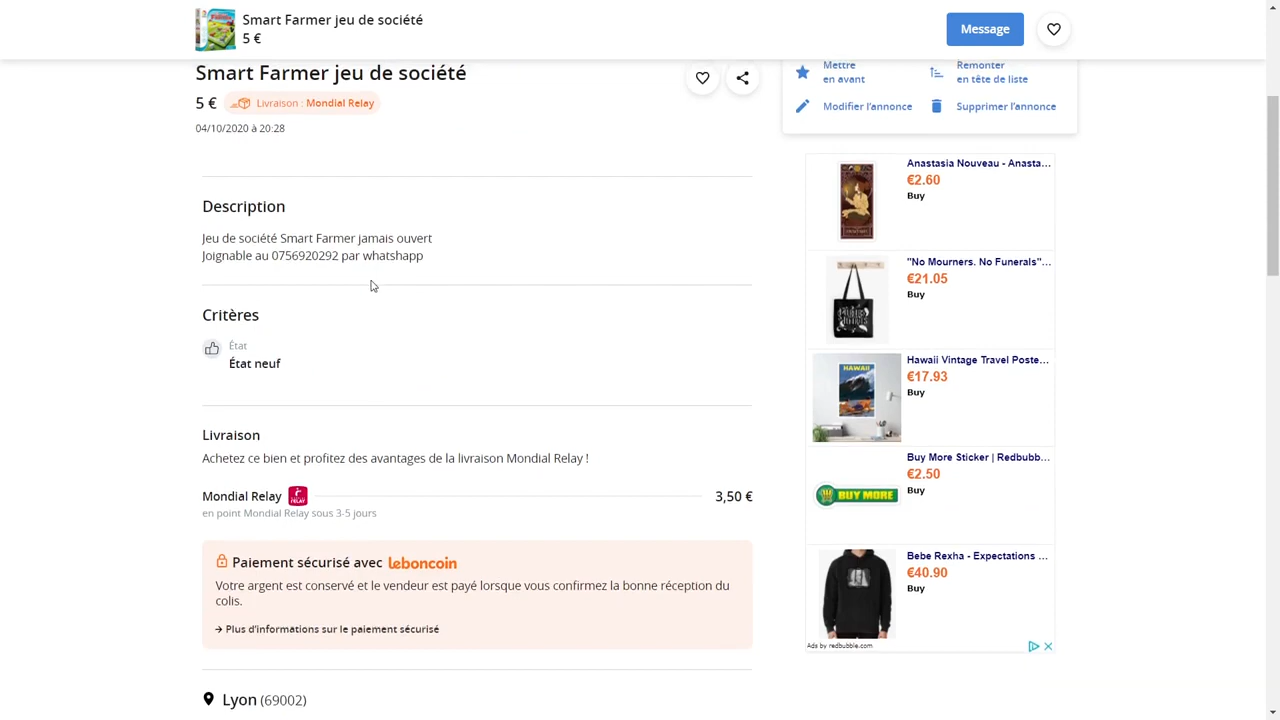 Smart Farmer jeu de société
5 €
Message
Smart Farmer jeu de société
5 €
Livraison : Mondial Relay
04/10/2020 à 20:28
Mettre
en avant
Remonter
en tête de liste
Modifier l'annonce
Supprimer l'annonce
Description
Jeu de société Smart Farmer jamais ouvert
Joignable au 0756920292 par whatshapp
Critères
État
État neuf
Livraison
Achetez ce bien et profitez des avantages de la livraison Mondial Relay !
Mondial Relay
3,50 €
en point Mondial Relay sous 3-5 jours
Paiement sécurisé avec leboncoin
Votre argent est conservé et le vendeur est payé lorsque vous confirmez la bonne réception du
colis.
→ Plus d'informations sur le paiement sécurisé
Lyon (69002)
Anastasia Nouveau - Anasta...
€2.60
Buy
"No Mourners. No Funerals"...
€21.05
Buy
Hawaii Vintage Travel Poste...
€17.93
Buy
HAWAII
Buy More Sticker | Redbubb...
€2.50
Buy
BUY MORE
Bebe Rexha - Expectations ...
€40.90
Buy
Ads by redbubble.com